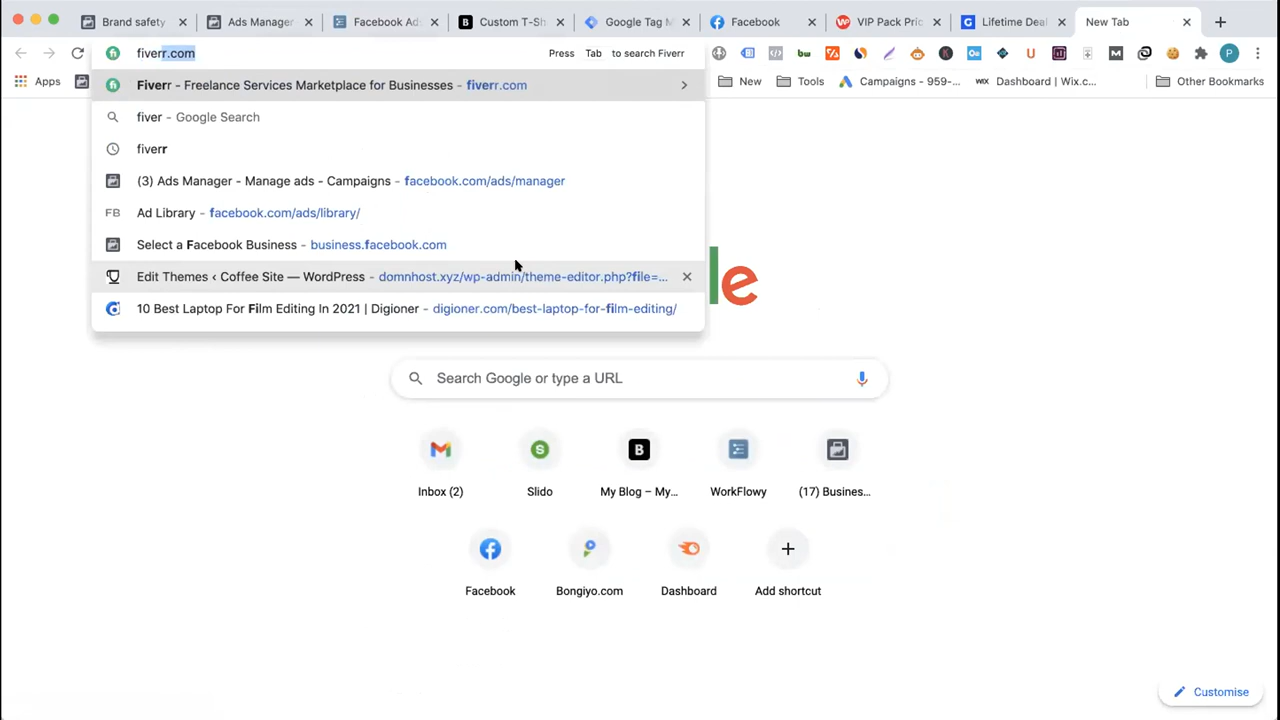 Brand safety
Ads Manager
Facebook Ad
Custom T-Sh
Google Tag M
Facebook
VIP Pack Pric
Lifetime Deal
New Tab
fiverr.com
Press Tab to search Fiverr
Apps
New
Tools
Campaigns - 959-...
WIX Dashboard | Wix.c...
Other Bookmarks
Fiverr - Freelance Services Marketplace for Businesses - fiverr.com
fiver - Google Search
fiverr
(3) Ads Manager - Manage ads - Campaigns - facebook.com/ads/manager
FB Ad Library - facebook.com/ads/library/
Select a Facebook Business - business.facebook.com
Edit Themes ‹ Coffee Site — WordPress - domnhost.xyz/wp-admin/theme-editor.php?file=...
10 Best Laptop For Film Editing In 2021 | Digioner - digioner.com/best-laptop-for-film-editing/
le
Search Google or type a URL
Inbox (2)
Slido
My Blog – My...
WorkFlowy
(17) Busines...
Facebook
Bongiyo.com
Dashboard
Add shortcut
Customise